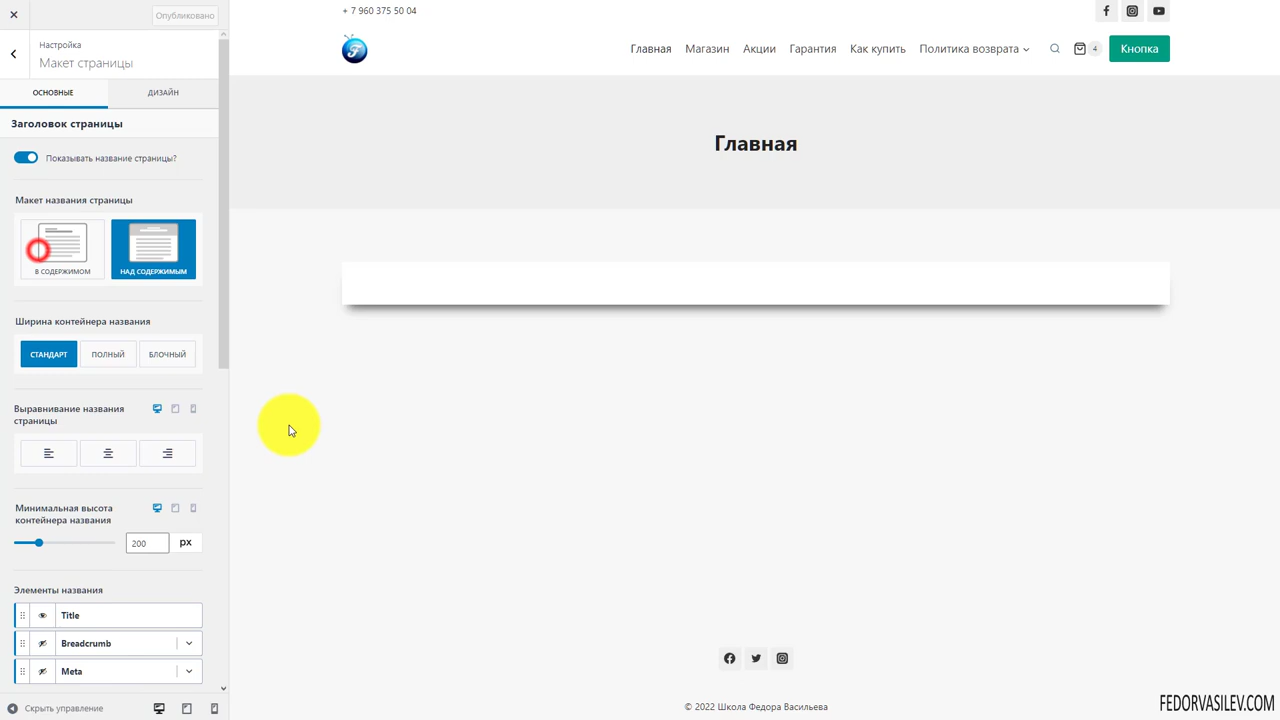 Опубликовано
Настройка
Макет страницы
ОСНОВНЫЕ
ДИЗАЙН
Заголовок страницы
Показывать название страницы?
Макет названия страницы
В СОДЕРЖИМОМ
НАД СОДЕРЖИМЫМ
Ширина контейнера названия
СТАНДАРТ
ПОЛНЫЙ
БЛОЧНЫЙ
Выравнивание названия
страницы
Минимальная высота
контейнера названия
200
px
Элементы названия
Title
Breadcrumb
Meta
Скрыть управление
+ 7 960 375 50 04
Главная
Магазин
Акции
Гарантия
Как купить
Политика возврата
4
Кнопка
Главная
© 2022 Школа Федора Васильева
FEDORVASILEV.COM